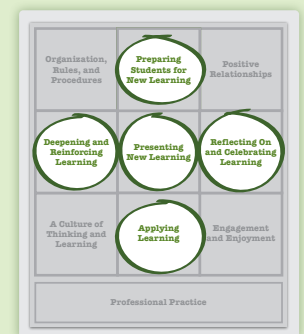 Organization,
Rules, and
Procedures
Preparing
Students for
New Learning
Positive
Relationships
Deepening and
Reinforcing
Learning
Presenting
New Learning
Reflecting On
and Celebrating
Learning
A Culture of
Thinking and
Learning
Applying
Learning
Engagement
and Enjoyment
Professional Practice